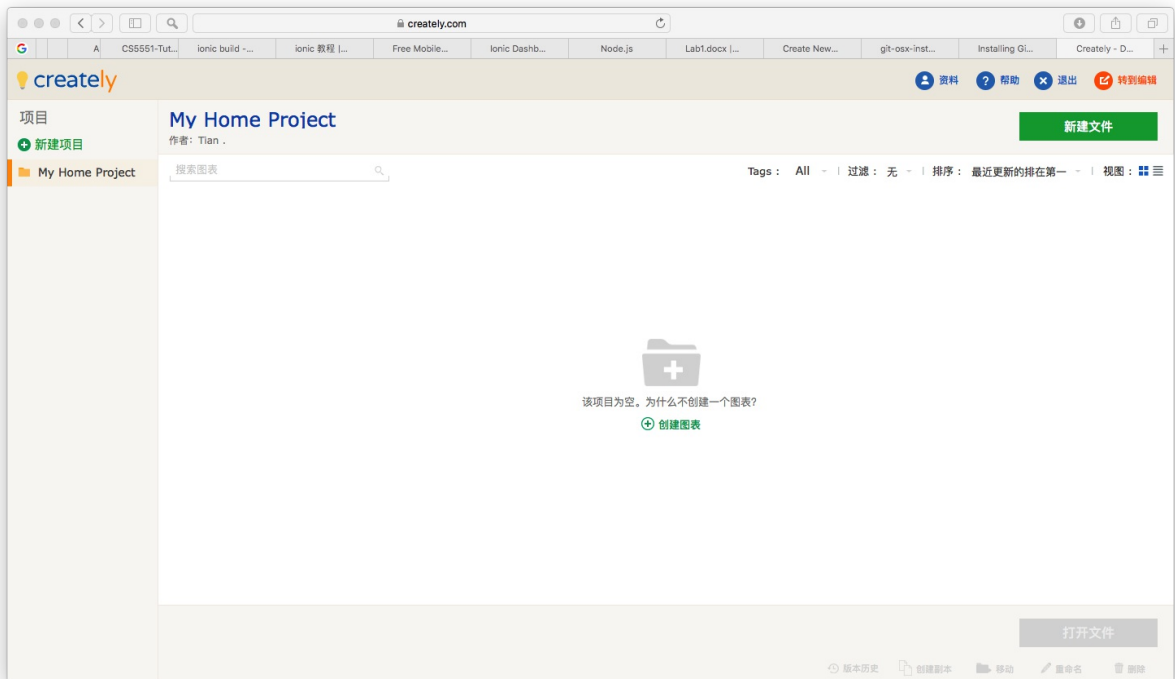 creately.com
A
CS5551-Tut...
ionic build -...
ionic 教程 |...
Free Mobile...
Ionic Dashb...
Node.js
Lab1.docx |...
Create New...
git-osx-inst...
Installing Gi...
Creately - D...
creately
资料
帮助
退出
转到编辑
项目
新建项目
My Home Project
My Home Project
作者: Tian .
新建文件
搜索图表
Tags : All | 过滤 : 无 | 排序 : 最近更新的排在第一 | 视图 :
该项目为空。为什么不创建一个图表?
创建图表
打开文件
版本历史
创建副本
移动
重命名
删除